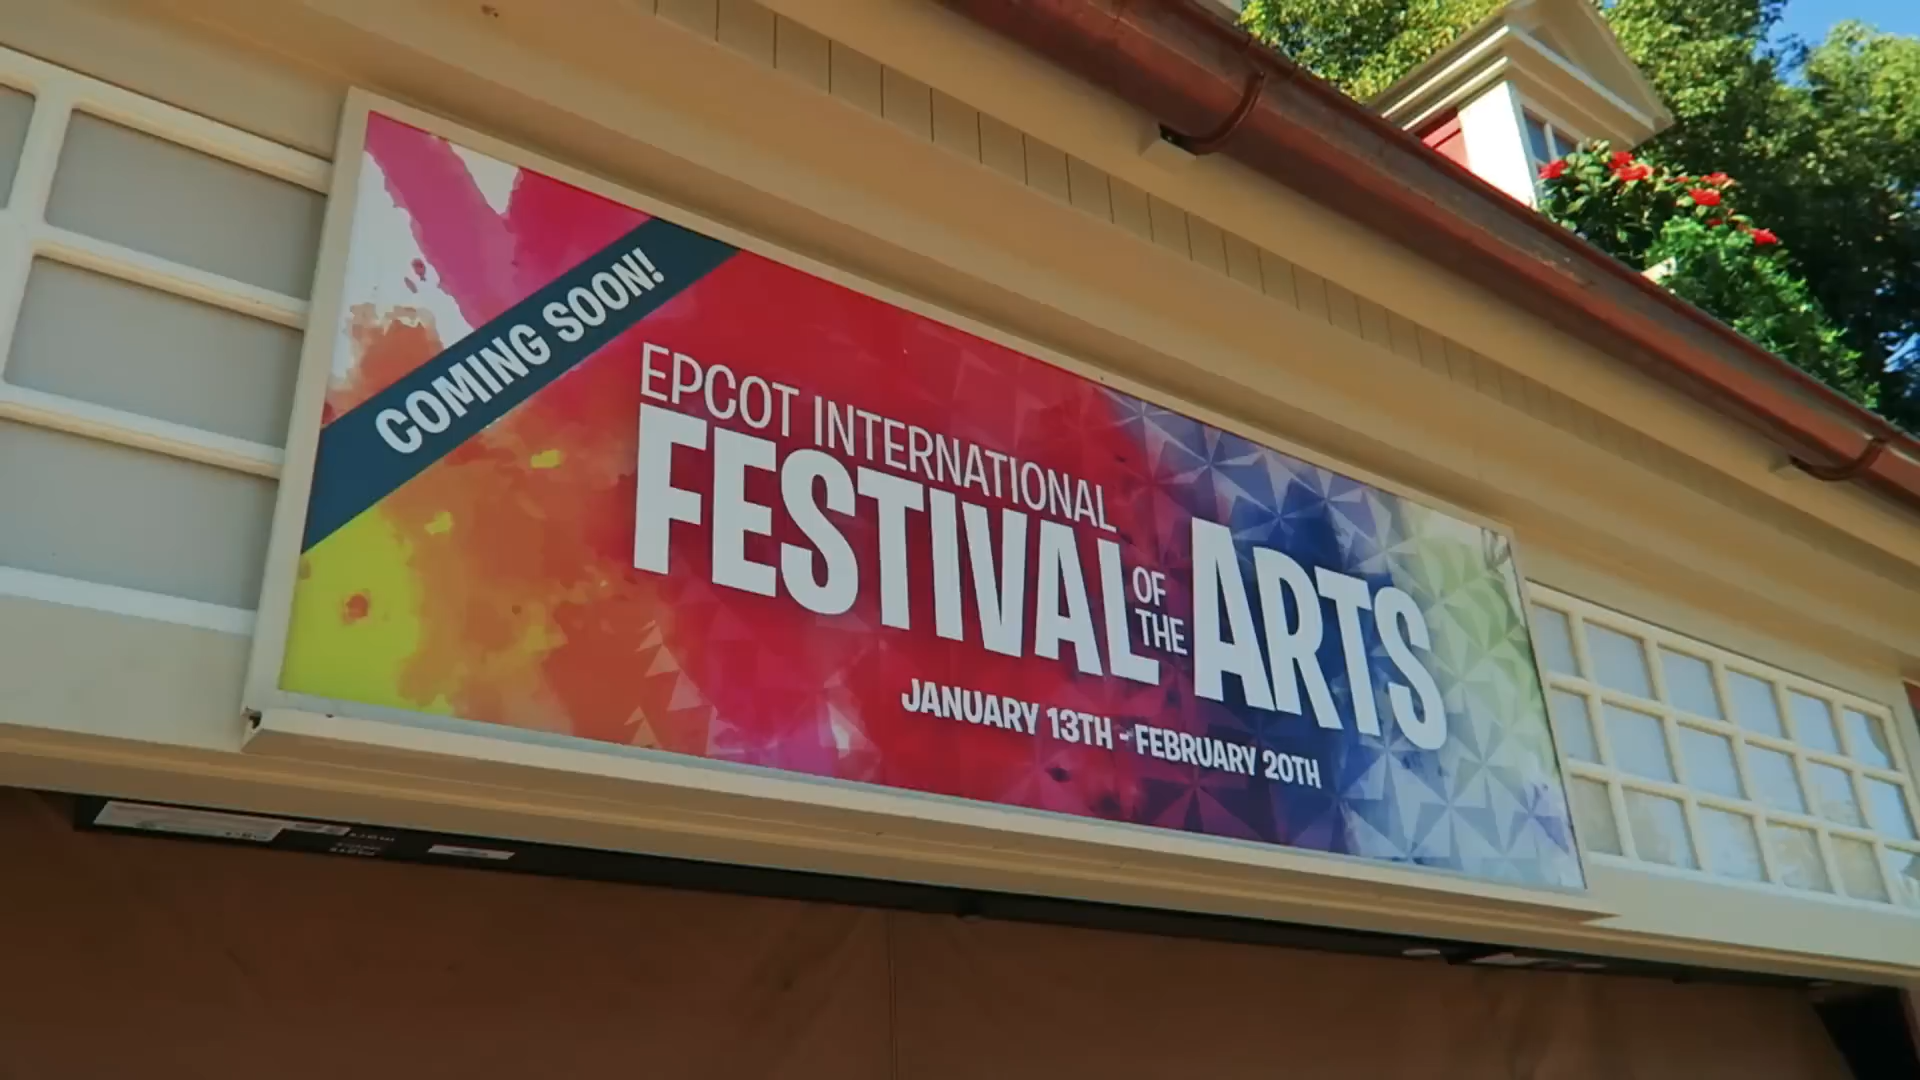 COMING SOON!
EPCOT INTERNATIONAL
FESTIVAL OF THE ARTS
JANUARY 13TH - FEBRUARY 20TH